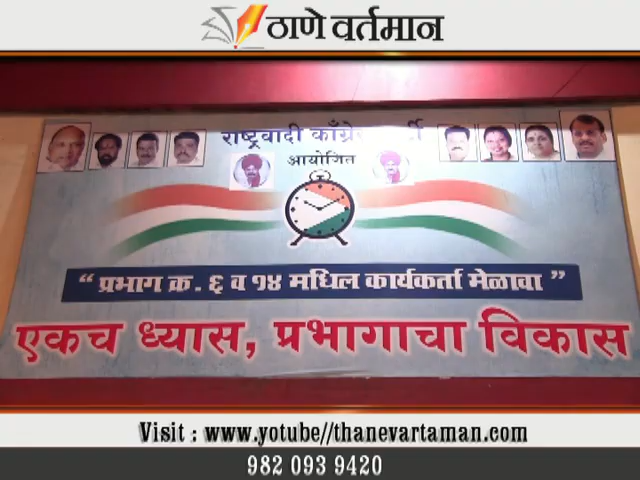 ठाणे वर्तमान
राष्ट्रवादी
आयोजित
“ प्रभाग क्र. ६ व १४ मधिल कार्यकर्ता मेळावा ”
एकच ध्यास, प्रभागाचा विकास
Visit : www.yotube//thanevartaman.com
982 093 9420